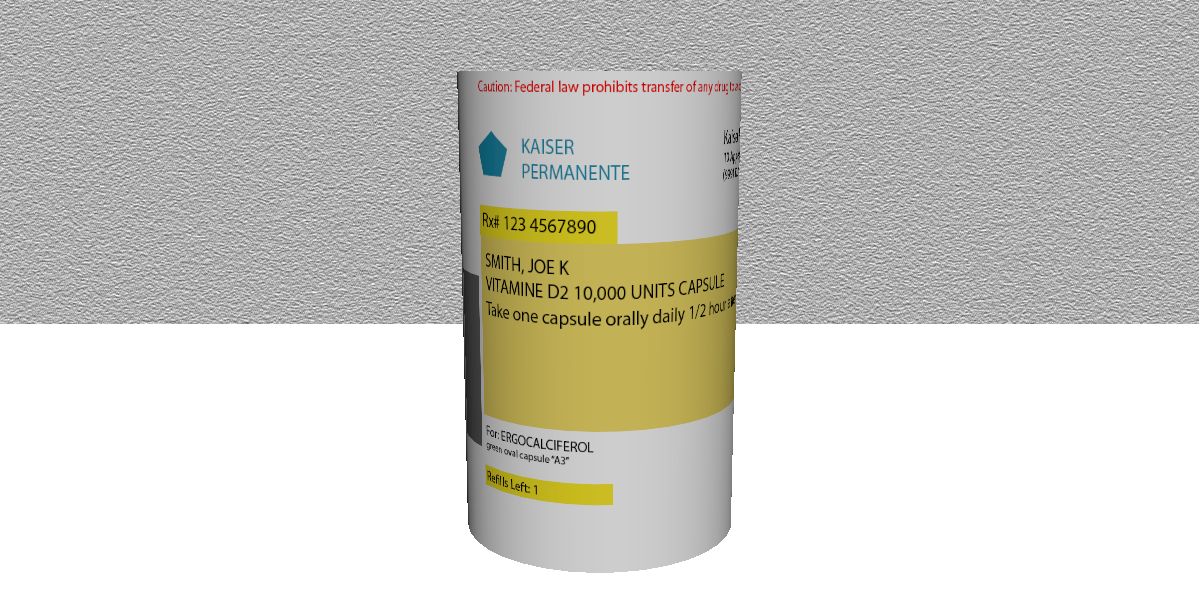 Caution: Federal law prohibits transfer of any drug to
KAISER
PERMANENTE
Rx# 123 4567890
SMITH, JOE K
VITAMINE D2 10,000 UNITS CAPSULE
Take one capsule orally daily 1/2 hour
For: ERGOCALCIFEROL
green oval capsule "A3"
Refills Left: 1